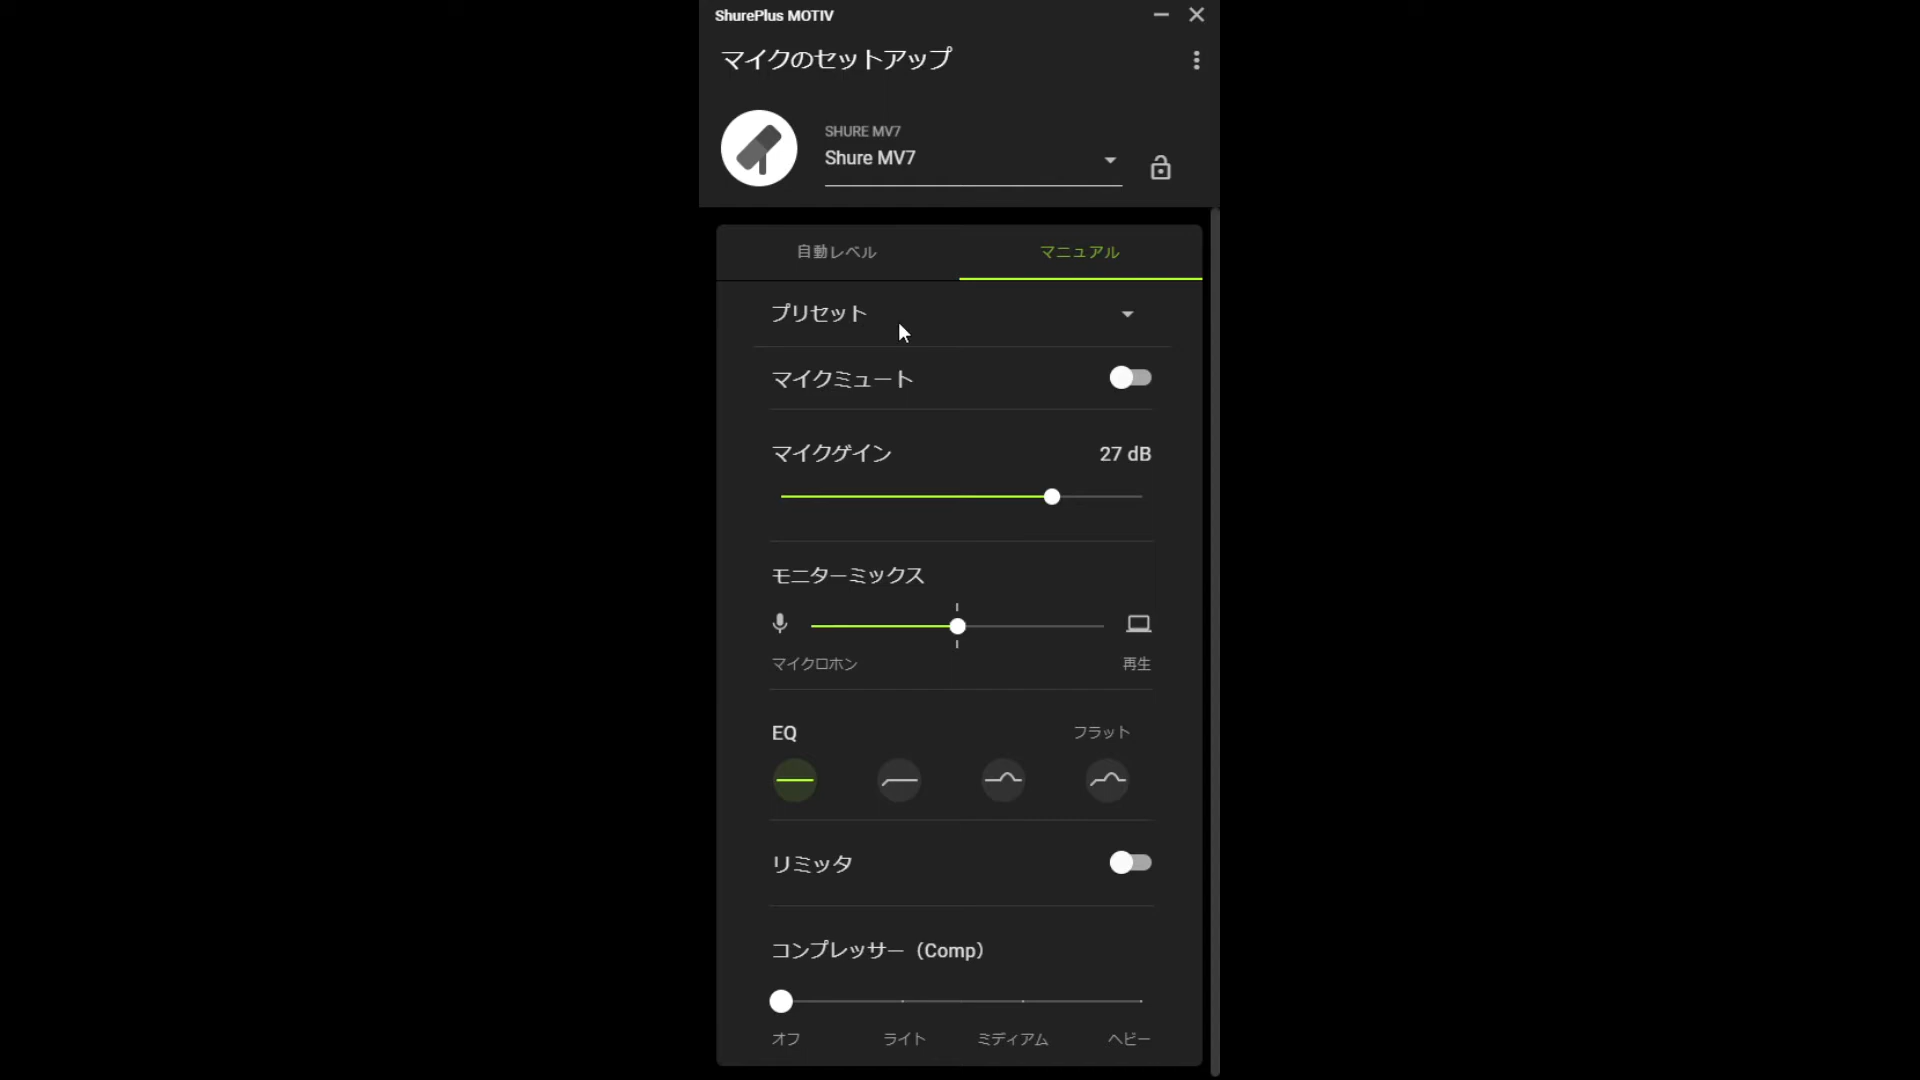 ShurePlus MOTIV
マイクのセットアップ
SHURE MV7
Shure MV7
自動レベル マニュアル
プリセット
マイクミュート
マイクゲイン 27 dB
モニターミックス
マイクロホン 再生
EQ フラット
リミッタ
コンプレッサー（Comp）
オフ ライト ミディアム ヘビー